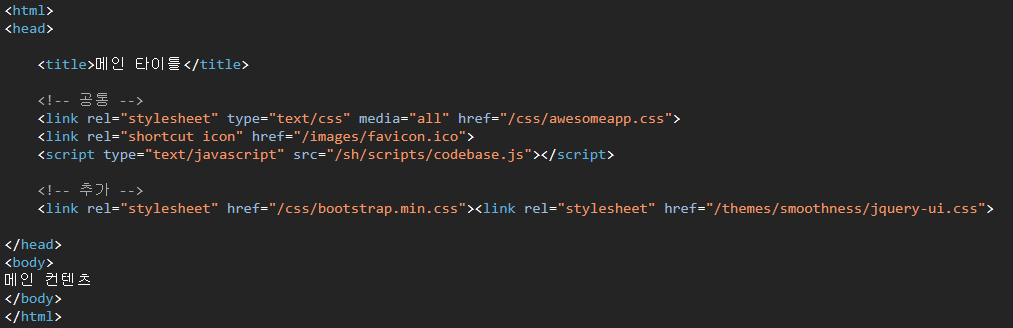 <html>
<head>
<title>메인 타이틀</title>
<!-- 공통 -->
<link rel="stylesheet" type="text/css" media="all" href="/css/awesomeapp.css">
<link rel="shortcut icon" href="/images/favicon.ico">
<script type="text/javascript" src="/sh/scripts/codebase.js"></script>
<!-- 추가 -->
<link rel="stylesheet" href="/css/bootstrap.min.css"><link rel="stylesheet" href="/themes/smoothness/jquery-ui.css">
</head>
<body>
메인 컨텐츠
</body>
</html>